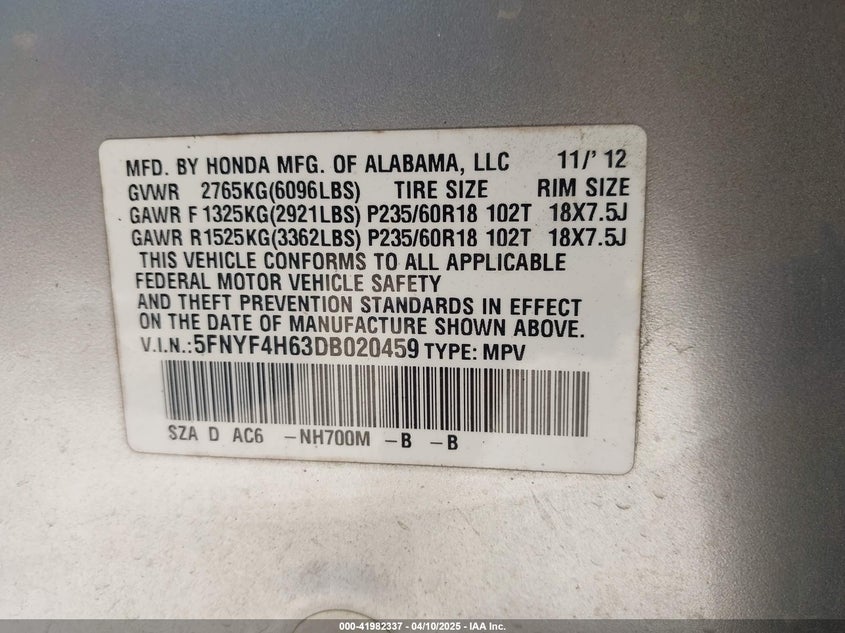 MFD. BY HONDA MFG. OF ALABAMA, LLC 11/'12
GVWR 2765KG(6096LBS) TIRE SIZE RIM SIZE
GAWR F 1325KG(2921LBS) P235/60R18 102T 18X7.5J
GAWR R 1525KG(3362LBS) P235/60R18 102T 18X7.5J
THIS VEHICLE CONFORMS TO ALL APPLICABLE
FEDERAL MOTOR VEHICLE SAFETY
AND THEFT PREVENTION STANDARDS IN EFFECT
ON THE DATE OF MANUFACTURE SHOWN ABOVE.
V.I.N.:5FNYF4H63DB020459 TYPE: MPV
SZA D AC6 -NH700M -B -B
000-41982337 - 04/10/2025 - IAA Inc.